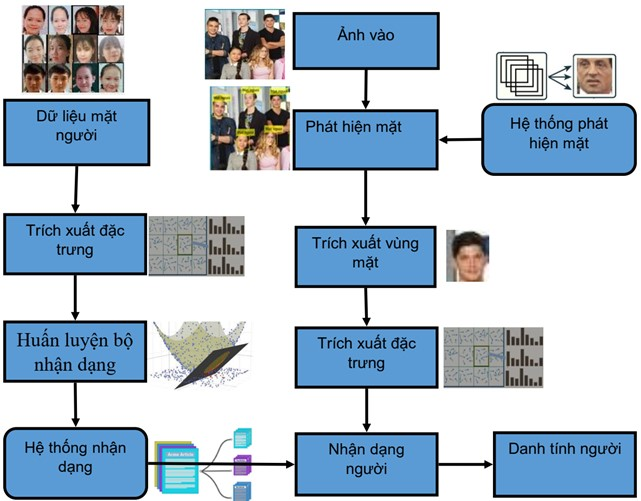 Ảnh vào
Dữ liệu mặt
người
Phát hiện mặt
Hệ thống phát
hiện mặt
Trích xuất đặc
trưng
Trích xuất vùng
mặt
Huấn luyện bộ
nhận dạng
Trích xuất đặc
trưng
Hệ thống nhận
dạng
Nhận dạng
người
Danh tính người